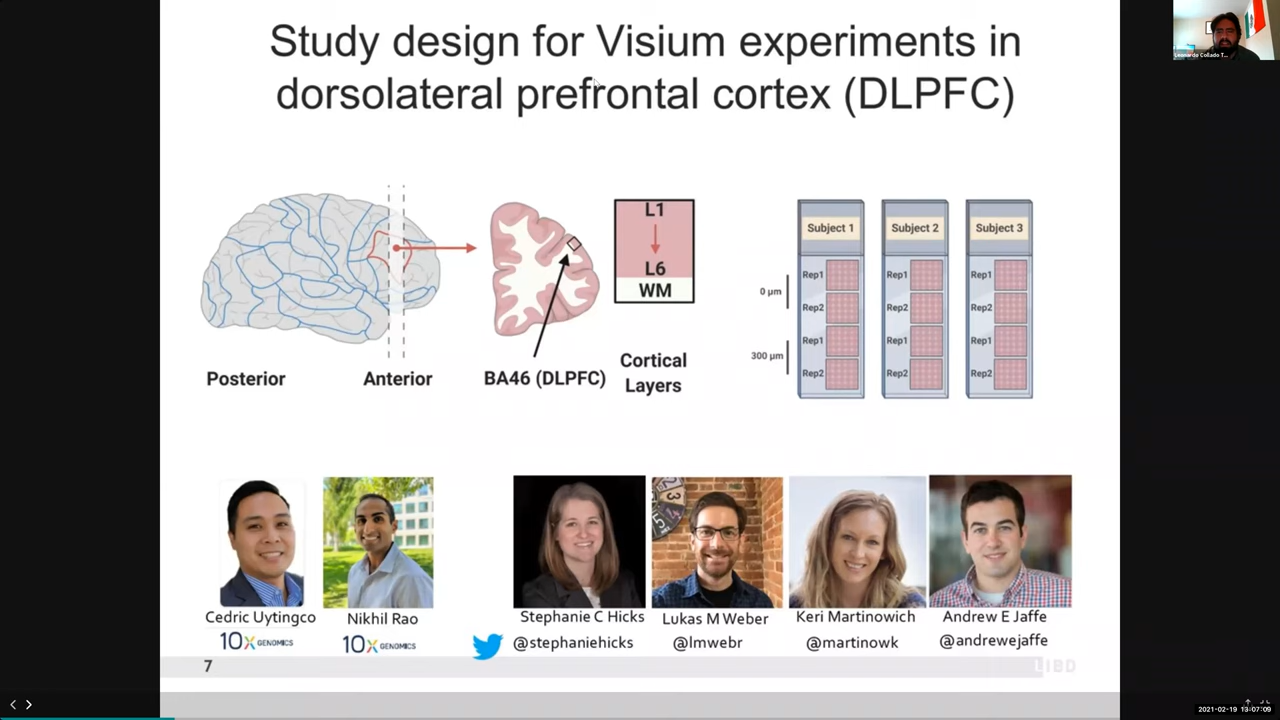 Study design for Visium experiments in
dorsolateral prefrontal cortex (DLPFC)
Leonardo Collado T...
Posterior
Anterior
BA46 (DLPFC)
L1
L6
WM
Cortical
Layers
0 µm
300 µm
Subject 1
Rep1
Rep2
Rep1
Rep2
Subject 2
Rep1
Rep2
Rep1
Rep2
Subject 3
Rep1
Rep2
Rep1
Rep2
Cedric Uytingco
10X GENOMICS
Nikhil Rao
10X GENOMICS
Stephanie C Hicks
@stephaniehicks
Lukas M Weber
@lmwebr
Keri Martinowich
@martinowk
Andrew E Jaffe
@andrewejaffe
7
LIBD
2021-02-19 13:07:09